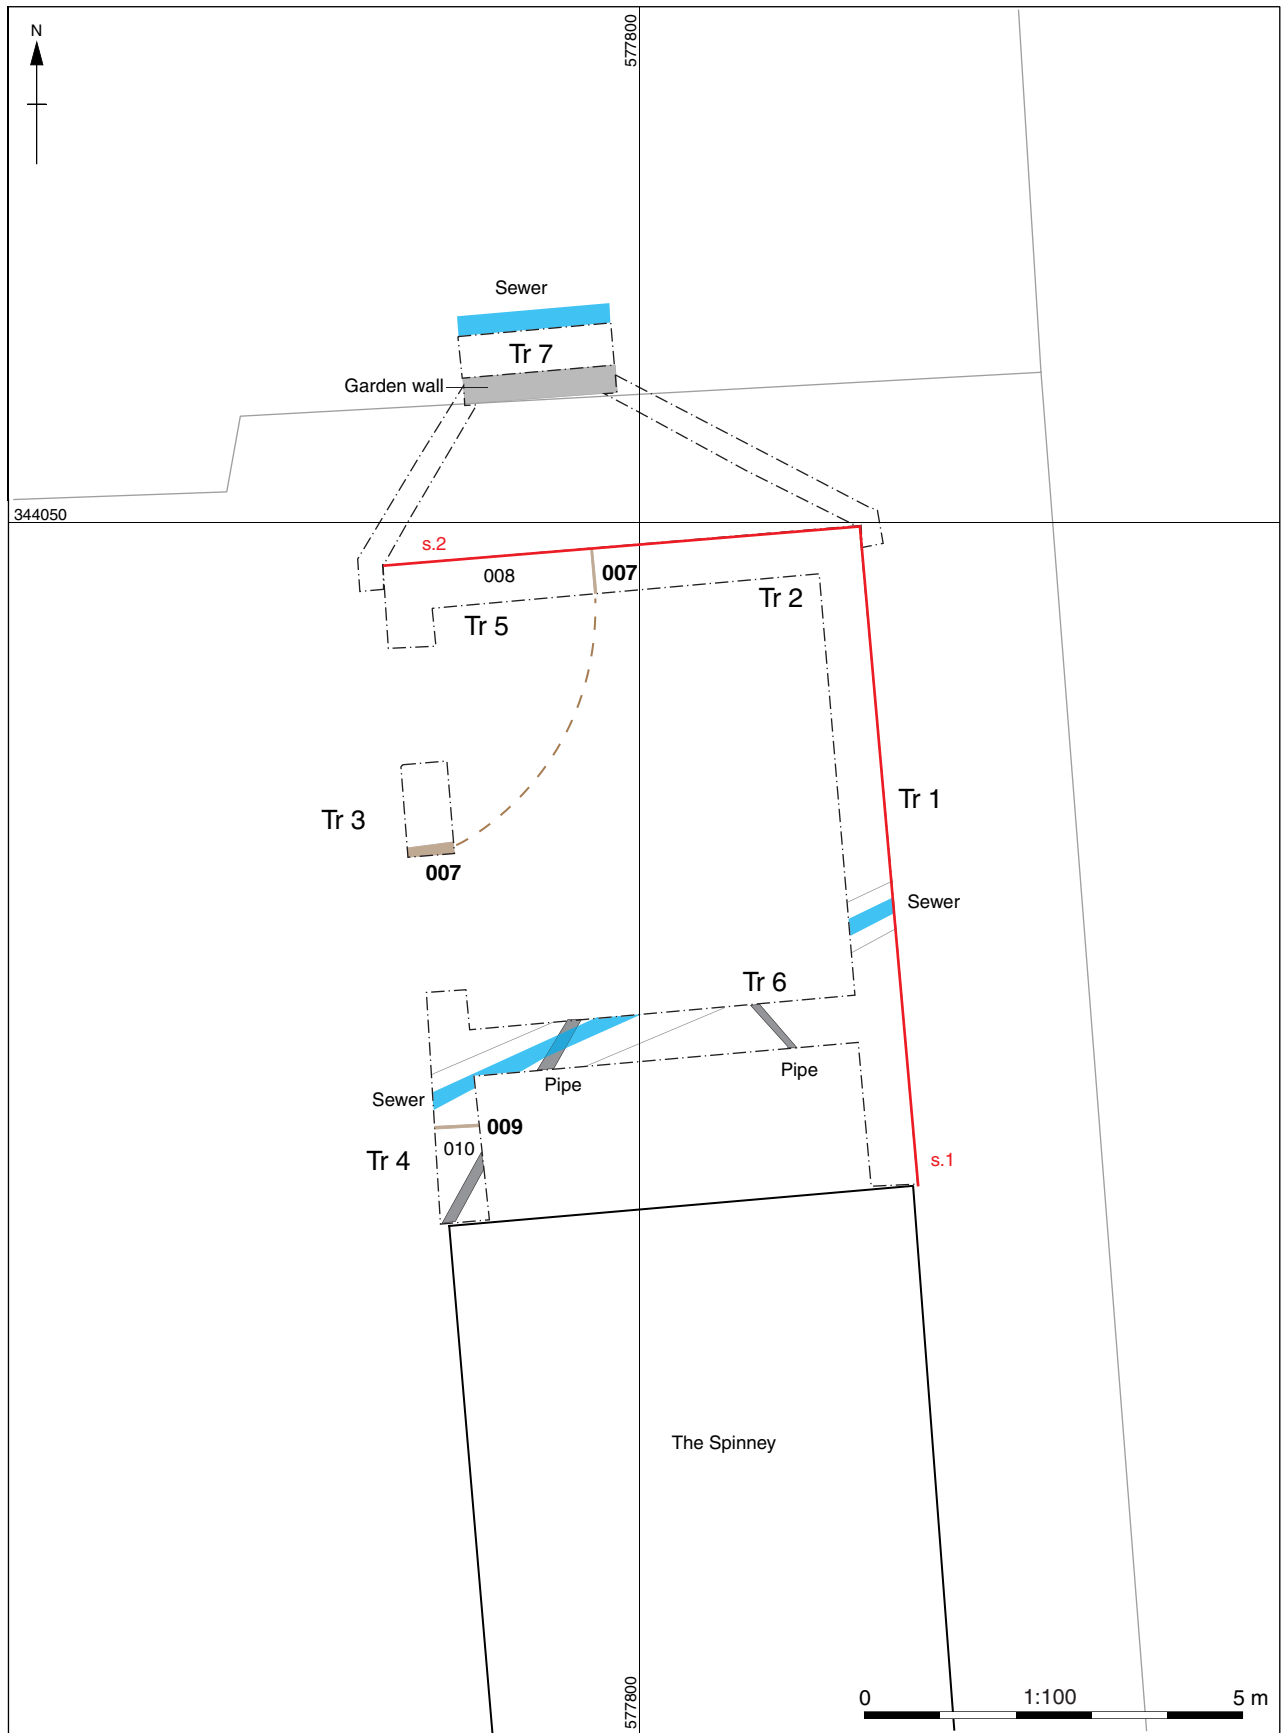 N
577800
Sewer
Tr 7
Garden wall
344050
s.2
008
007
Tr 2
Tr 5
Tr 1
Tr 3
007
Sewer
Tr 6
Pipe
Pipe
Sewer
009
010
Tr 4
s.1
The Spinney
577800
0 1:100 5 m